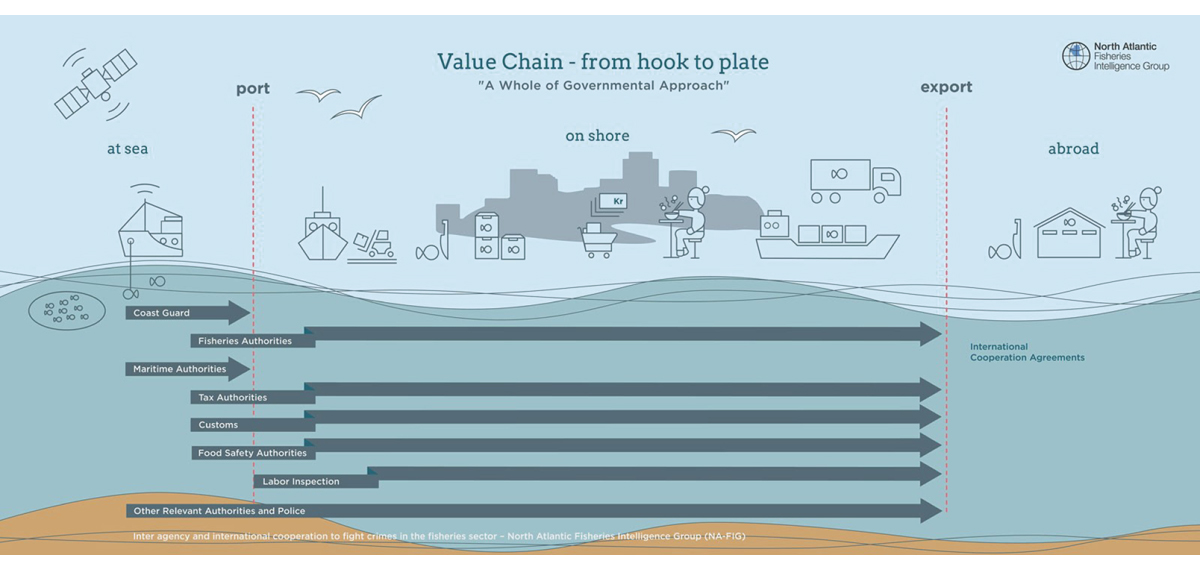 Value Chain - from hook to plate
"A Whole of Governmental Approach"
North Atlantic
Fisheries
Intelligence Group
port
export
at sea
on shore
abroad
Kr
Coast Guard
Fisheries Authorities
International
Cooperation Agreements
Maritime Authorities
Tax Authorities
Customs
Food Safety Authorities
Labor Inspection
Other Relevant Authorities and Police
Inter agency and international cooperation to fight crimes in the fisheries sector – North Atlantic Fisheries Intelligence Group (NA-FIG)